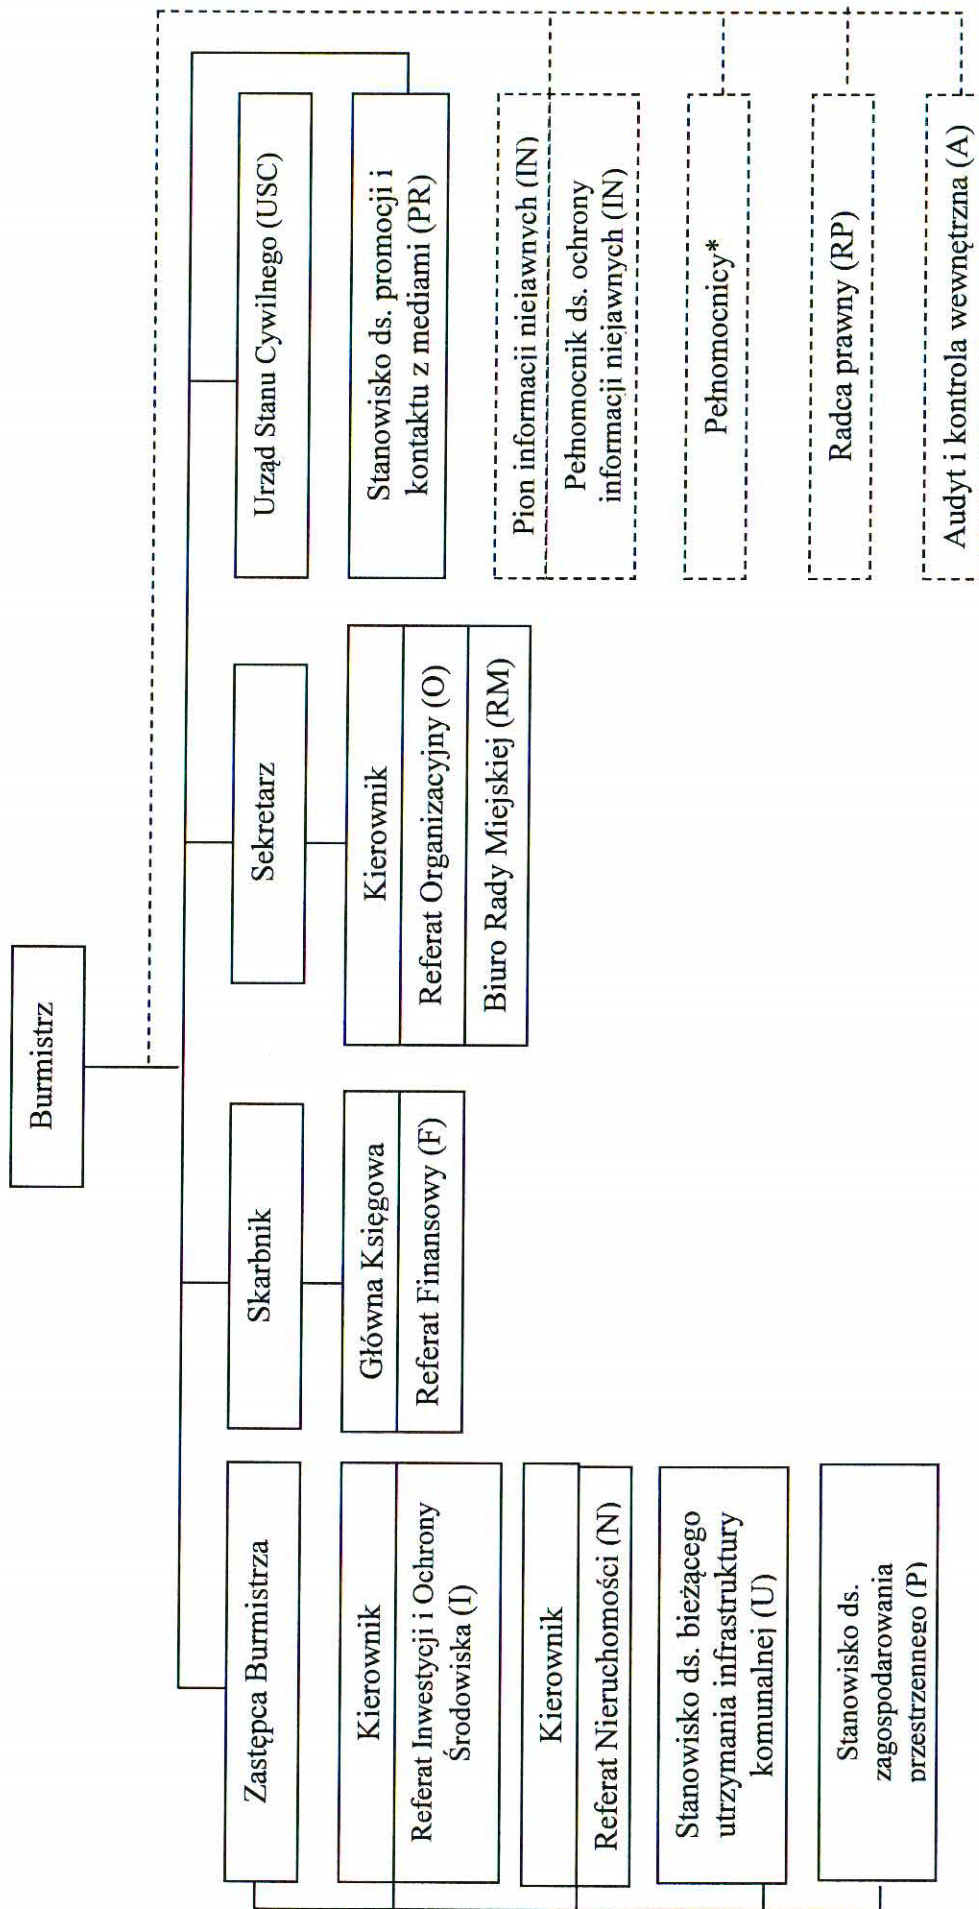 Burmistrz
Zastępca Burmistrza
Kierownik
Referat Inwestycji i Ochrony
Środowiska (I)
Kierownik
Referat Nieruchomości (N)
Stanowisko ds. bieżącego
utrzymania infrastruktury
komunalnej (U)
Stanowisko ds.
zagospodarowania
przestrzennego (P)
Skarbnik
Główna Księgowa
Referat Finansowy (F)
Sekretarz
Kierownik
Referat Organizacyjny (O)
Biuro Rady Miejskiej (RM)
Urząd Stanu Cywilnego (USC)
Stanowisko ds. promocji i
kontaktu z mediami (PR)
Pion informacji niejawnych (IN)
Pełnomocnik ds. ochrony
informacji niejawnych (IN)
Pełnomocnicy*
Radca prawny (RP)
Audyt i kontrola wewnętrzna (A)